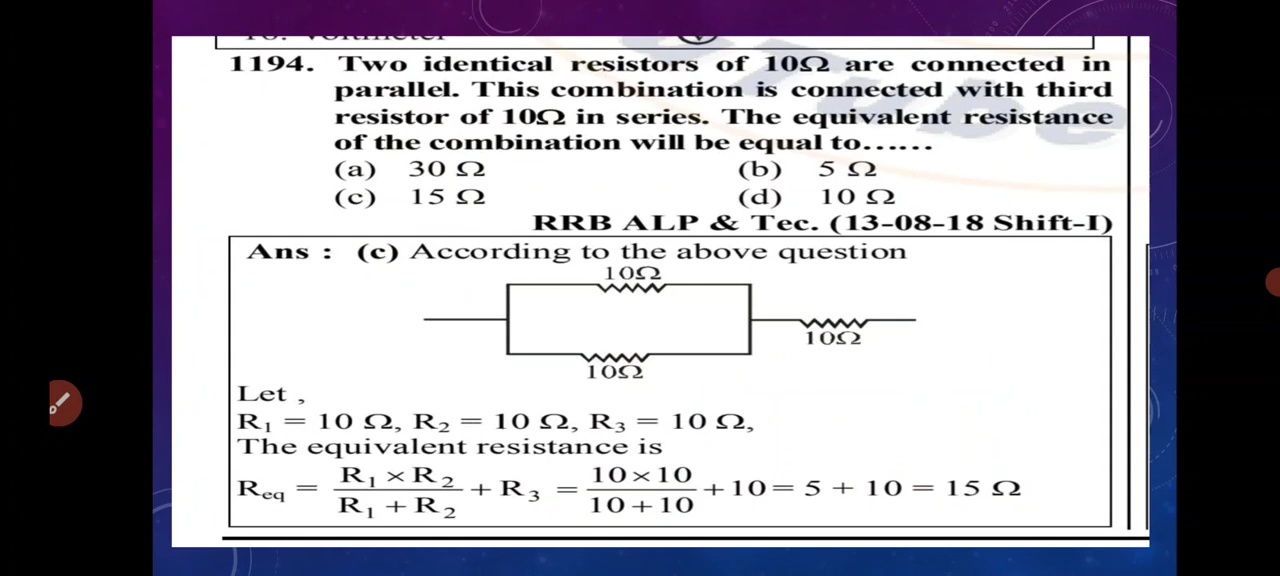 1194. Two identical resistors of 10Ω are connected in
parallel. This combination is connected with third
resistor of 10Ω in series. The equivalent resistance
of the combination will be equal to......
(a) 30 Ω (b) 5 Ω
(c) 15 Ω (d) 10 Ω
RRB ALP & Tec. (13-08-18 Shift-I)
Ans : (c) According to the above question
10Ω
10Ω
10Ω
Let ,
R₁ = 10 Ω, R₂ = 10 Ω, R₃ = 10 Ω,
The equivalent resistance is
R_eq = (R₁ × R₂)/(R₁ + R₂) + R₃ = (10×10)/(10+10) + 10 = 5 + 10 = 15 Ω